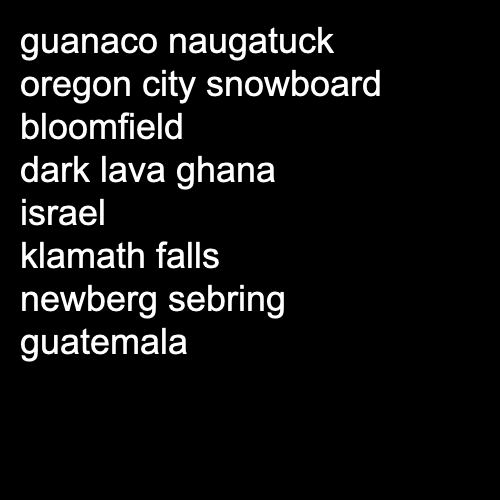 guanaco naugatuck
oregon city snowboard
bloomfield
dark lava ghana
israel
klamath falls
newberg sebring
guatemala